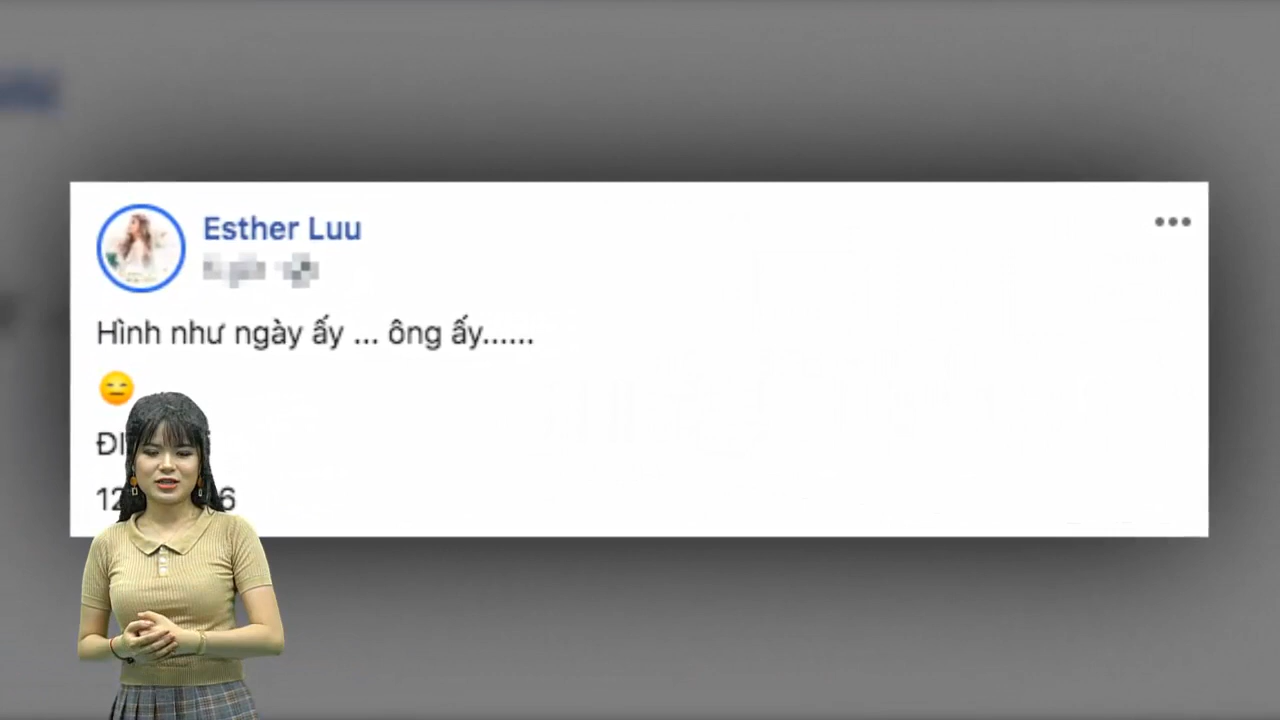 Esther Luu
Hình như ngày ấy ... ông ấy......